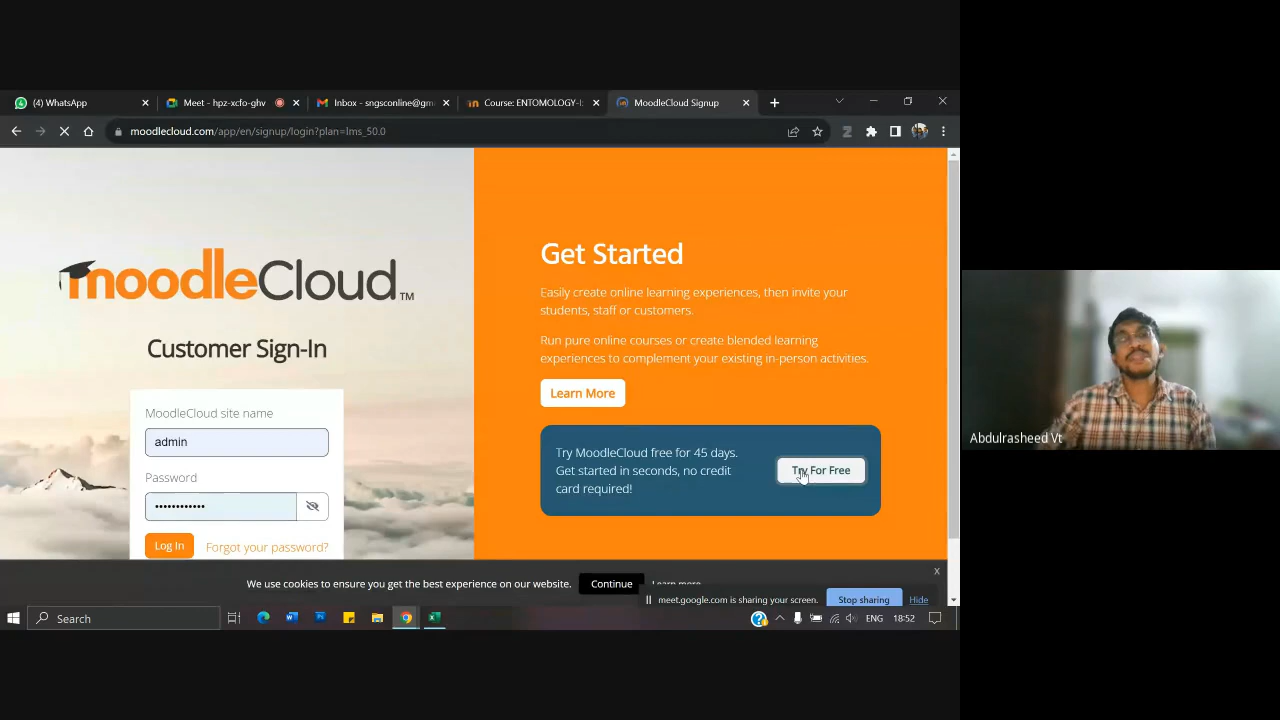 (4) WhatsApp
Meet - hpz-xcfo-ghv
Inbox - sngsconline@gm
Course: ENTOMOLOGY-I:
MoodleCloud Signup
moodlecloud.com/app/en/signup/login?plan=lms_50.0
moodleCloud TM
Customer Sign-In
MoodleCloud site name
admin
Password
••••••••••••
Log In
Forgot your password?
Get Started
Easily create online learning experiences, then invite your
students, staff or customers.
Run pure online courses or create blended learning
experiences to complement your existing in-person activities.
Learn More
Try MoodleCloud free for 45 days.
Get started in seconds, no credit
card required!
Try For Free
We use cookies to ensure you get the best experience on our website.
Continue
Learn more
x
meet.google.com is sharing your screen.
Stop sharing
Hide
Search
ENG
18:52
Abdulrasheed Vt